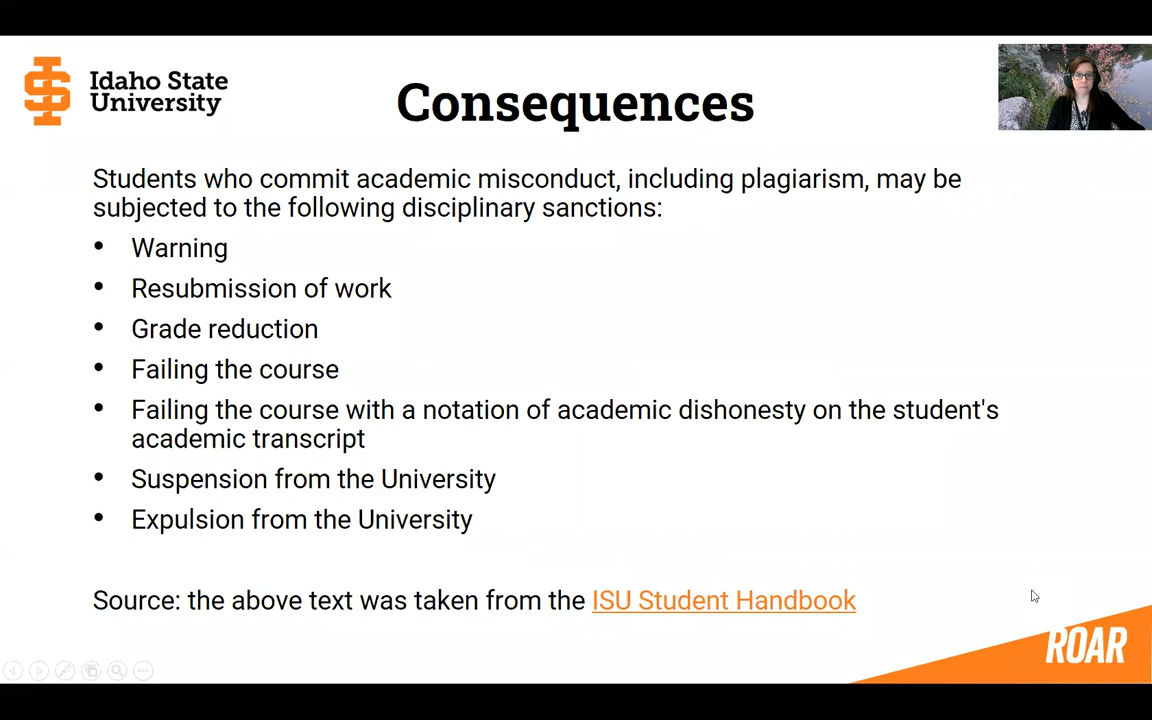 Idaho State
University
Consequences
Students who commit academic misconduct, including plagiarism, may be
subjected to the following disciplinary sanctions:
• Warning
• Resubmission of work
• Grade reduction
• Failing the course
• Failing the course with a notation of academic dishonesty on the student's
academic transcript
• Suspension from the University
• Expulsion from the University
Source: the above text was taken from the ISU Student Handbook
ROAR